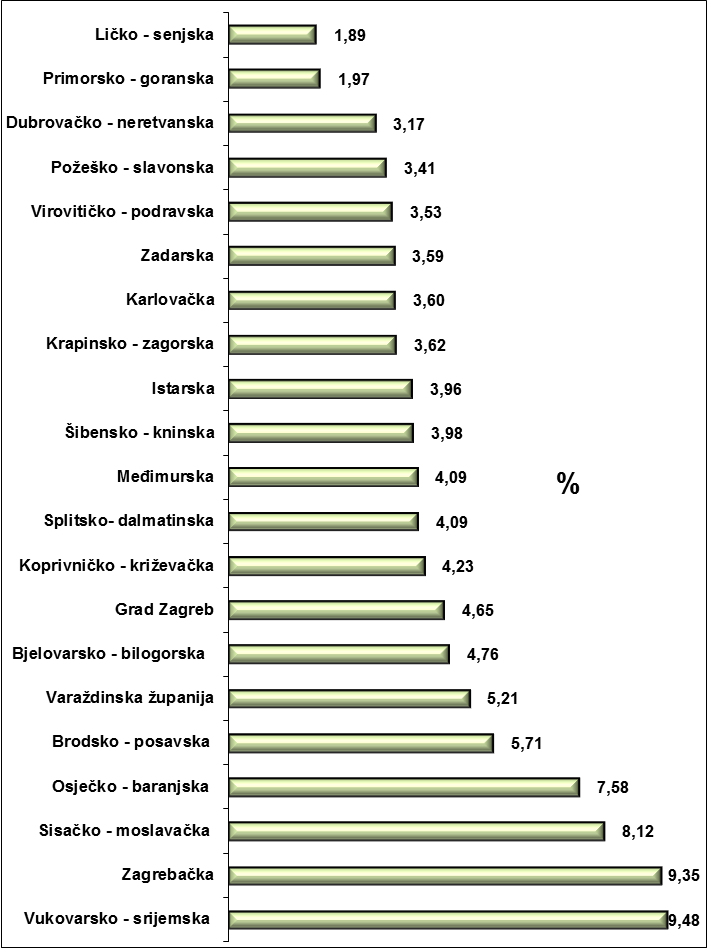 Ličko - senjska 1,89
Primorsko - goranska 1,97
Dubrovačko - neretvanska 3,17
Požeško - slavonska 3,41
Virovitičko - podravska 3,53
Zadarska 3,59
Karlovačka 3,60
Krapinsko - zagorska 3,62
Istarska 3,96
Šibensko - kninska 3,98
Međimurska 4,09
%
Splitsko- dalmatinska 4,09
Koprivničko - križevačka 4,23
Grad Zagreb 4,65
Bjelovarsko - bilogorska 4,76
Varaždinska županija 5,21
Brodsko - posavska 5,71
Osječko - baranjska 7,58
Sisačko - moslavačka 8,12
Zagrebačka 9,35
Vukovarsko - srijemska 9,48